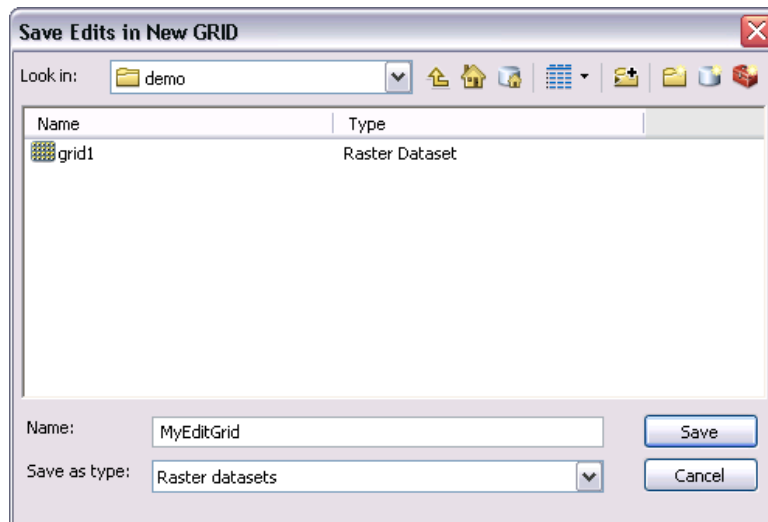 Save Edits in New GRID
Look in: demo
Name Type
grid1 Raster Dataset
Name: MyEditGrid Save
Save as type: Raster datasets Cancel